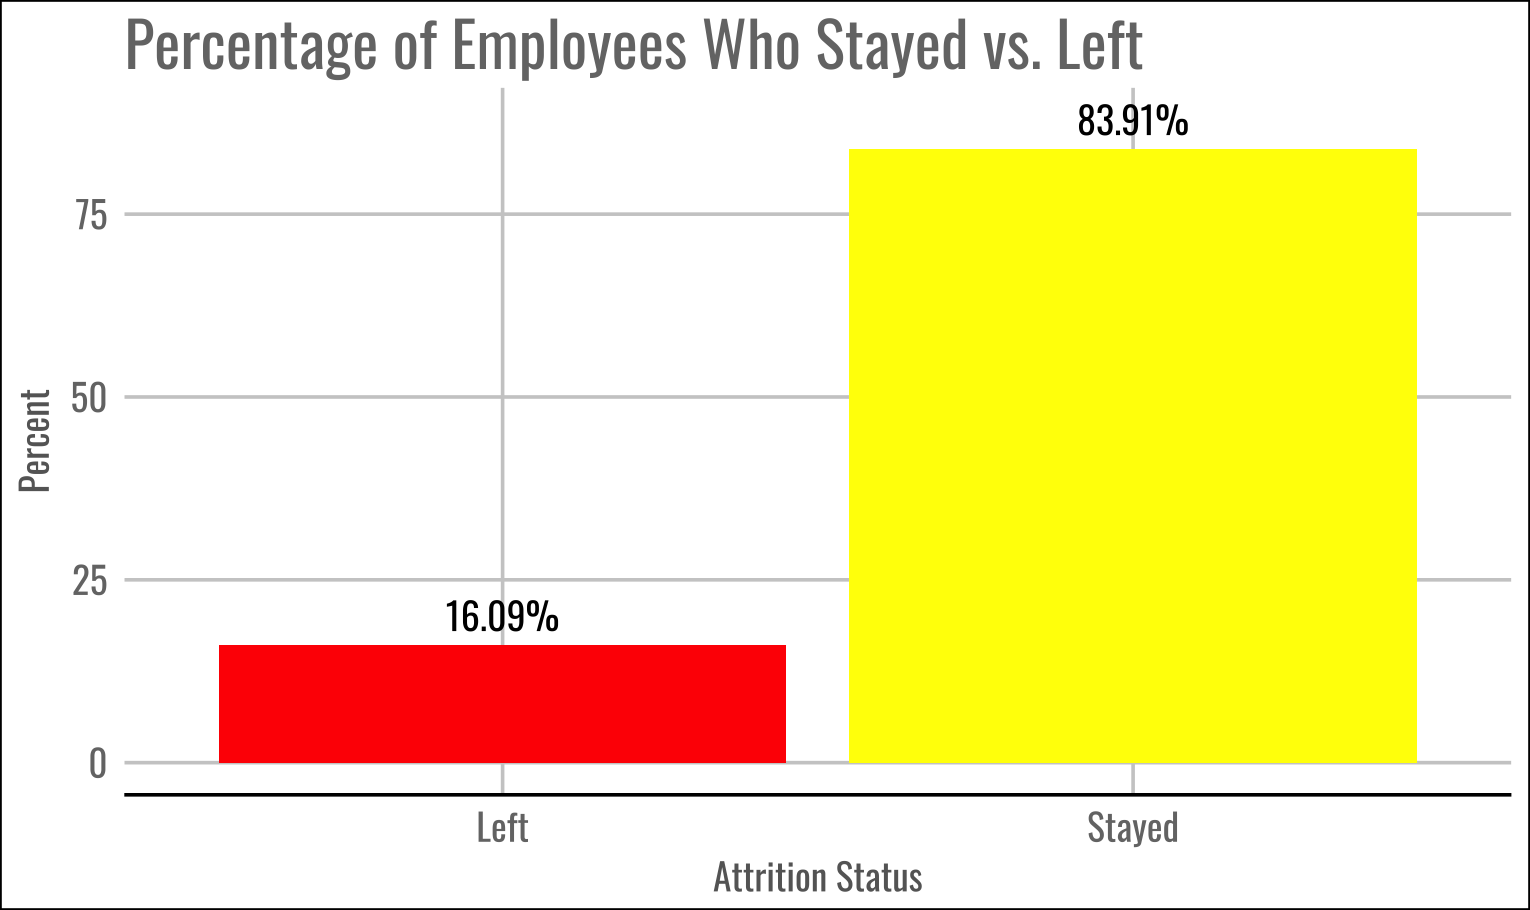 Percentage of Employees Who Stayed vs. Left
83.91%
75
50
Percent
25
16.09%
0
Left
Stayed
Attrition Status